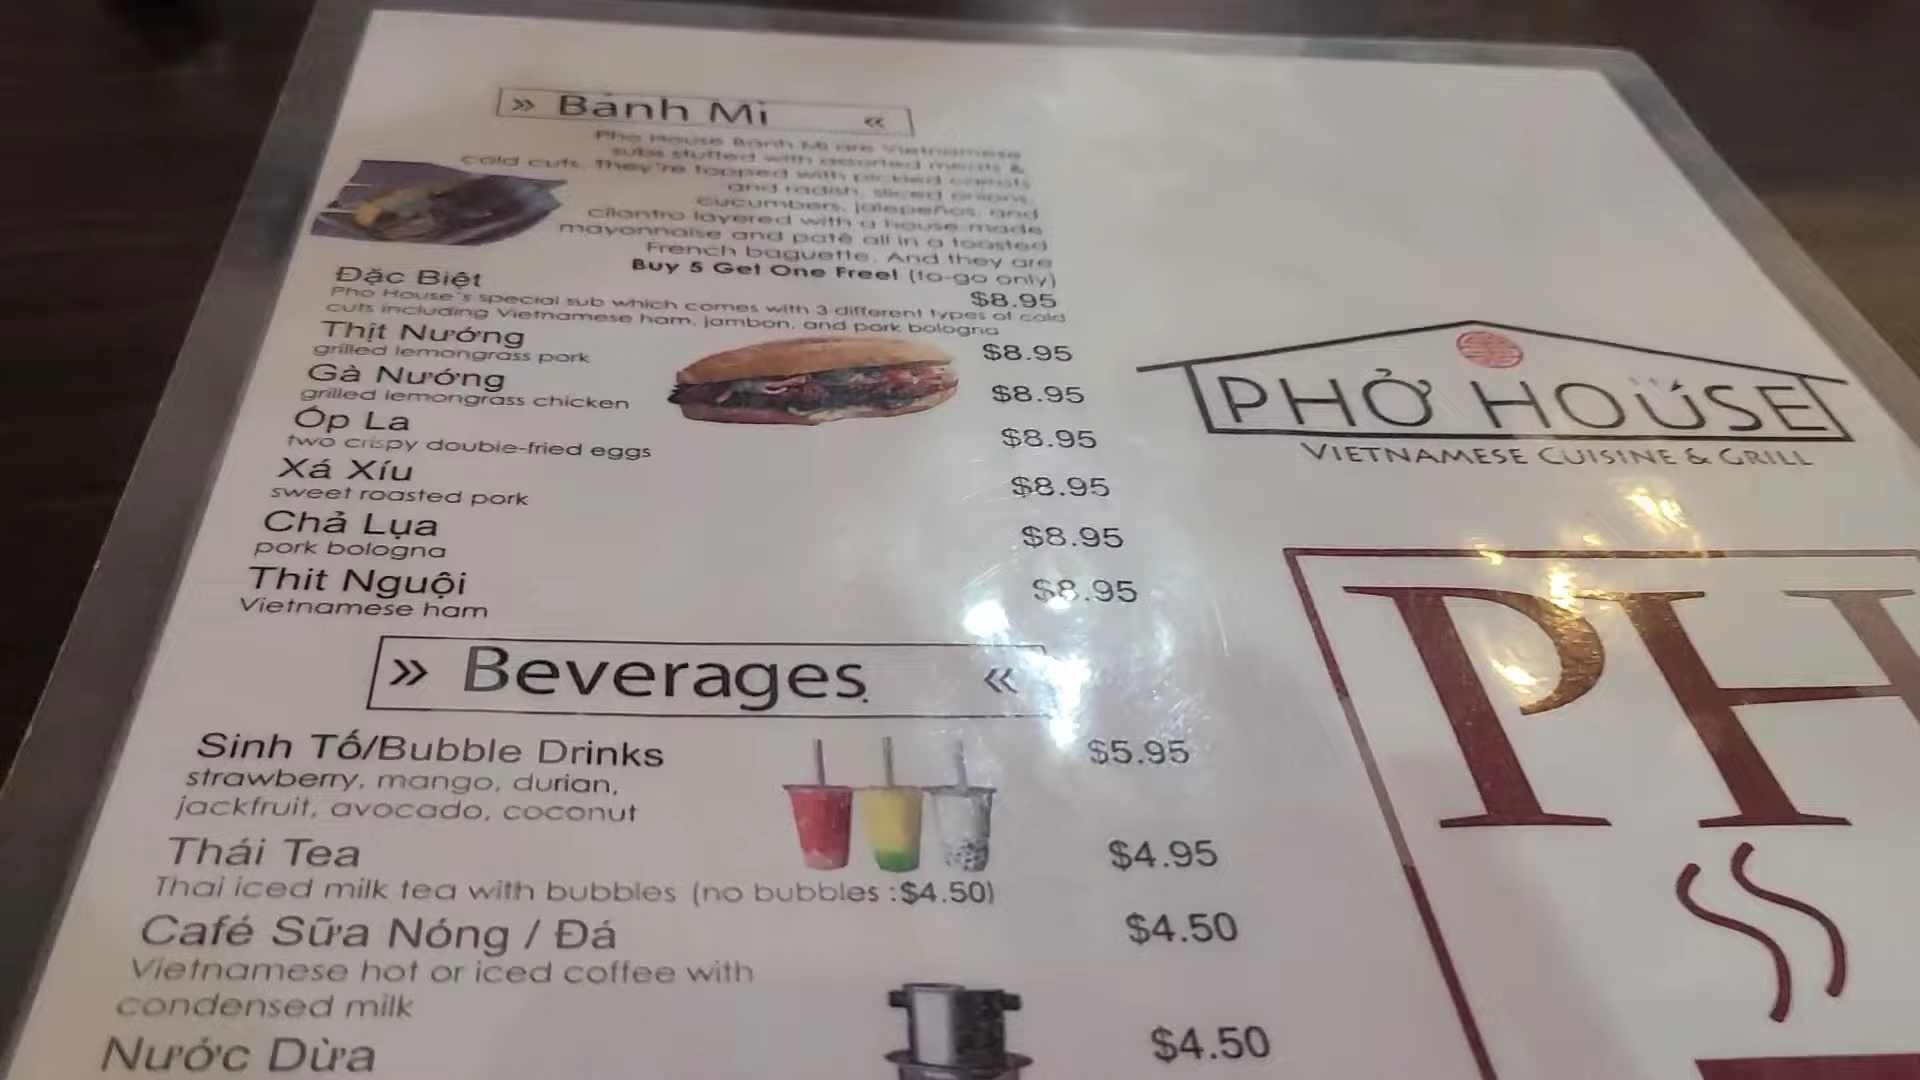 » Bánh Mi «
Pho House Bánh Mi are Vietnamese
subs stuffed with assorted meats &
cold cuts. They're topped with pickled carrots
and radish, sliced onions,
cucumbers, jalepeños, and
cilantro layered with a house-made
mayonnaise and patê all in a toasted
French baguette. And they are
Buy 5 Get One Free! (to-go only)
Đặc Biệt $8.95
Pho House's special sub which comes with 3 different types of cold
cuts including Vietnamese ham, jambon, and pork bologna
Thịt Nướng $8.95
grilled lemongrass pork
Gà Nướng $8.95
grilled lemongrass chicken
Ốp La $8.95
two crispy double-fried eggs
Xá Xíu $8.95
sweet roasted pork
Chả Lụa $8.95
pork bologna
Thit Nguội $8.95
Vietnamese ham
» Beverages «
Sinh Tố/Bubble Drinks $5.95
strawberry, mango, durian,
jackfruit, avocado, coconut
Thái Tea $4.95
Thai iced milk tea with bubbles (no bubbles :$4.50)
Café Sữa Nóng / Đá $4.50
Vietnamese hot or iced coffee with
condensed milk
Nước Dừa $4.50
PHỞ HOUSE
VIETNAMESE CUISINE & GRILL
PH